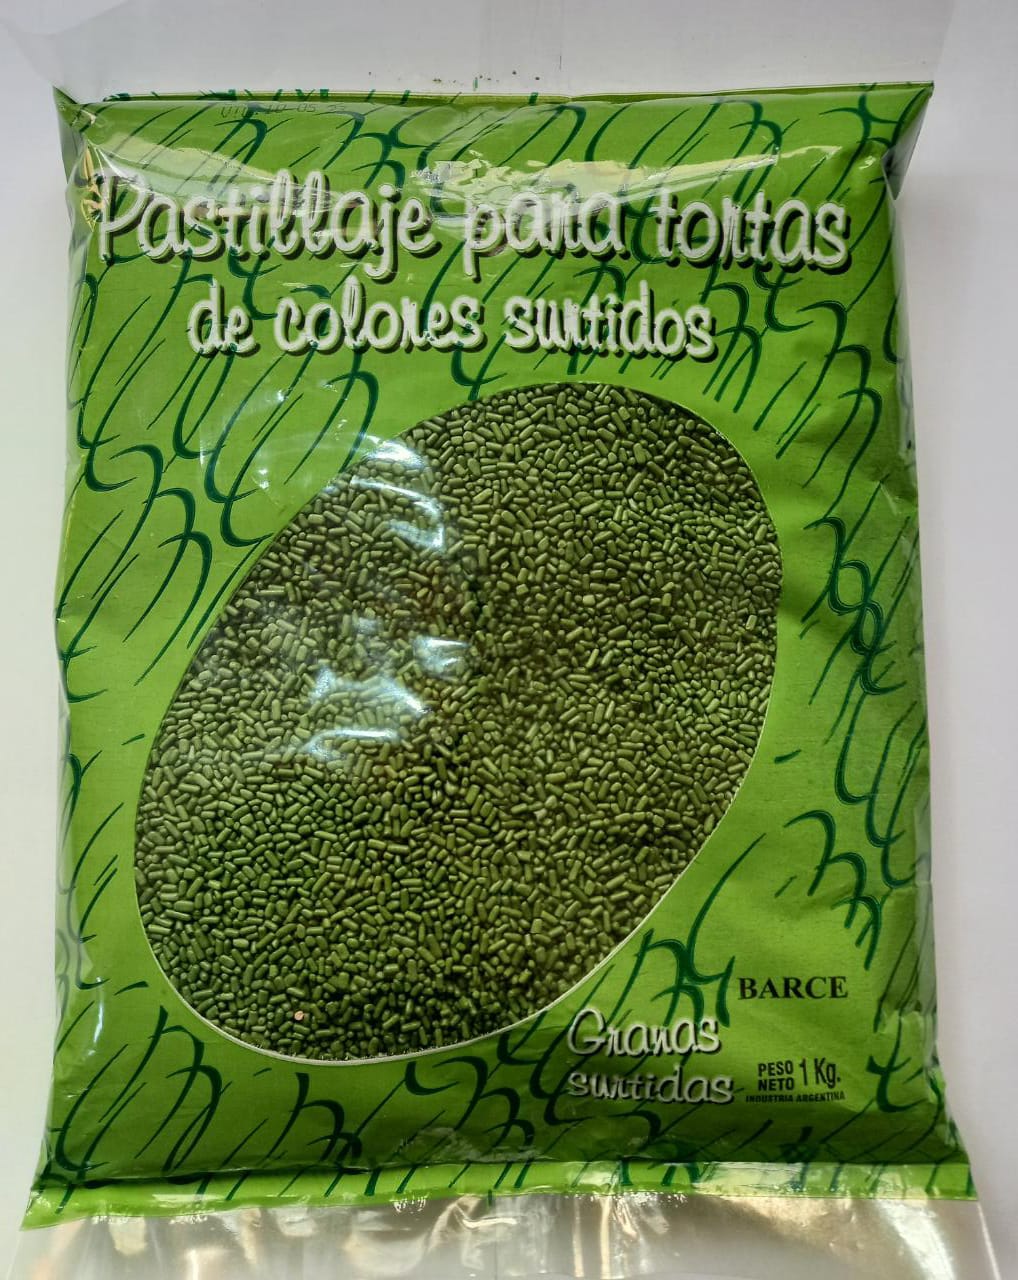 Pastillaje para tortas
de colores surtidos
BARCE
Granas
surtidas
PESO
NETO 1 Kg.
INDUSTRIA ARGENTINA